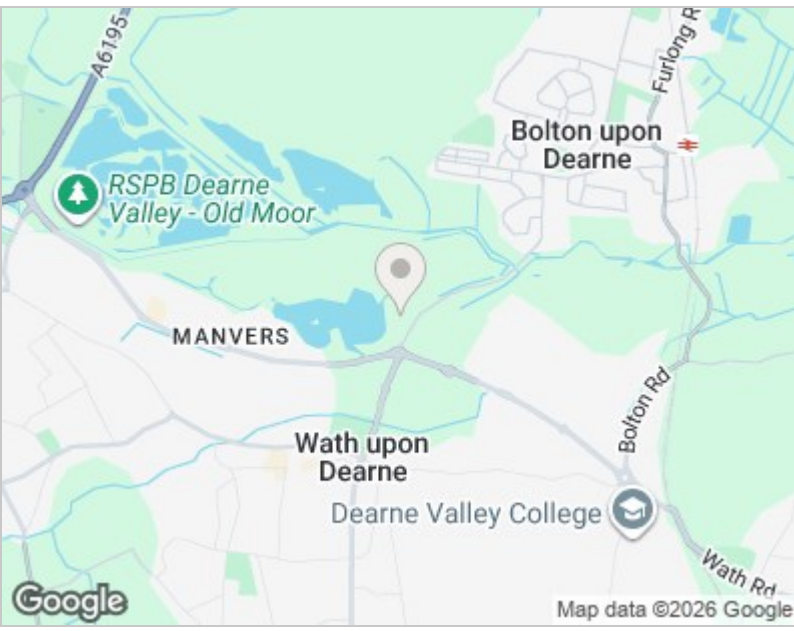 A6195
Furlong R
Bolton upon
Dearne
RSPB Dearne
Valley - Old Moor
MANVERS
Bolton Rd
Wath upon
Dearne
Dearne Valley College
Wath Rd
Google
Map data ©2026 Google